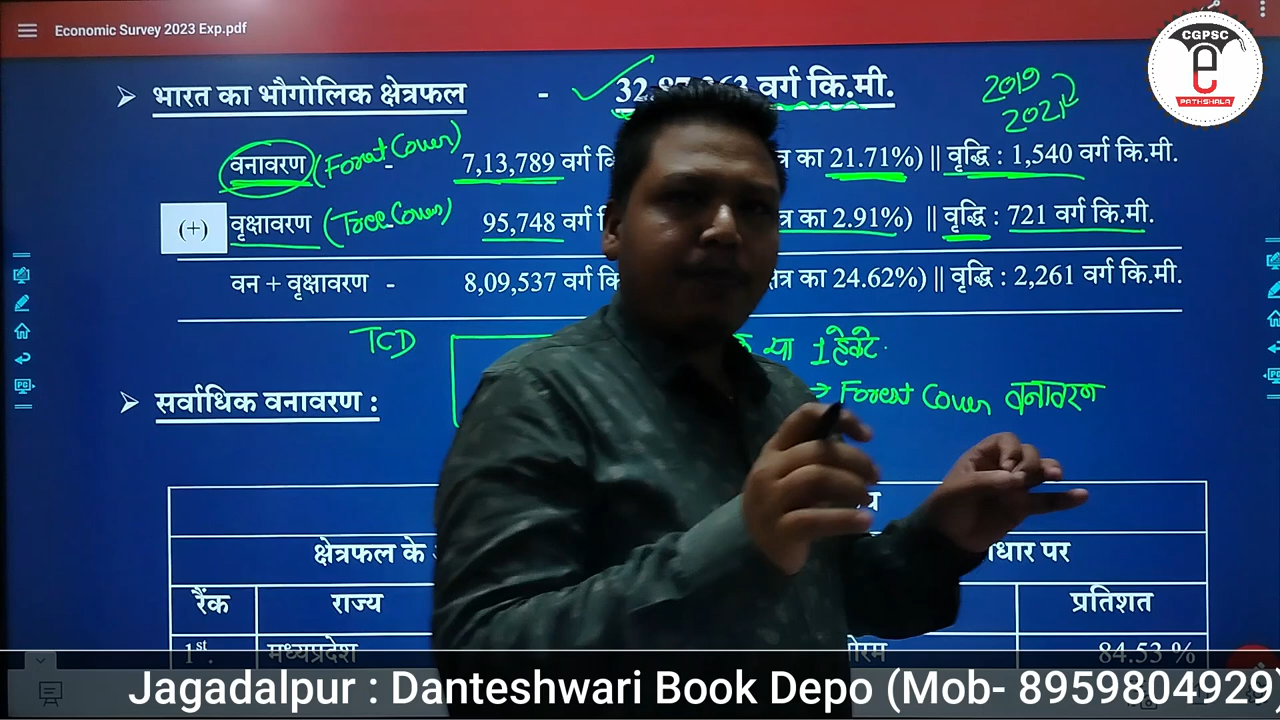 Economic Survey 2023 Exp.pdf
CGPSC
e
PATHSHALA
भारत का भौगोलिक क्षेत्रफल - वर्ग कि.मी.
2019
2021
वनावरण (Forest Cover) - 7,13,789 वर्ग का 21.71%) || वृद्धि : 1,540 वर्ग कि.मी.
(+) वृक्षावरण (Tree Cover) - 95,748 वर्ग का 2.91%) || वृद्धि : 721 वर्ग कि.मी.
वन + वृक्षावरण - 8,09,537 वर्ग का 24.62%) || वृद्धि : 2,261 वर्ग कि.मी.
TCD या 1 हेक्टे.
→ Forest Cover वनावरण
सर्वाधिक वनावरण :
क्षेत्रफल के पर
रैंक राज्य प्रतिशत
1st. मध्यप्रदेश 84.53 %
Jagadalpur : Danteshwari Book Depo (Mob- 8959804929)